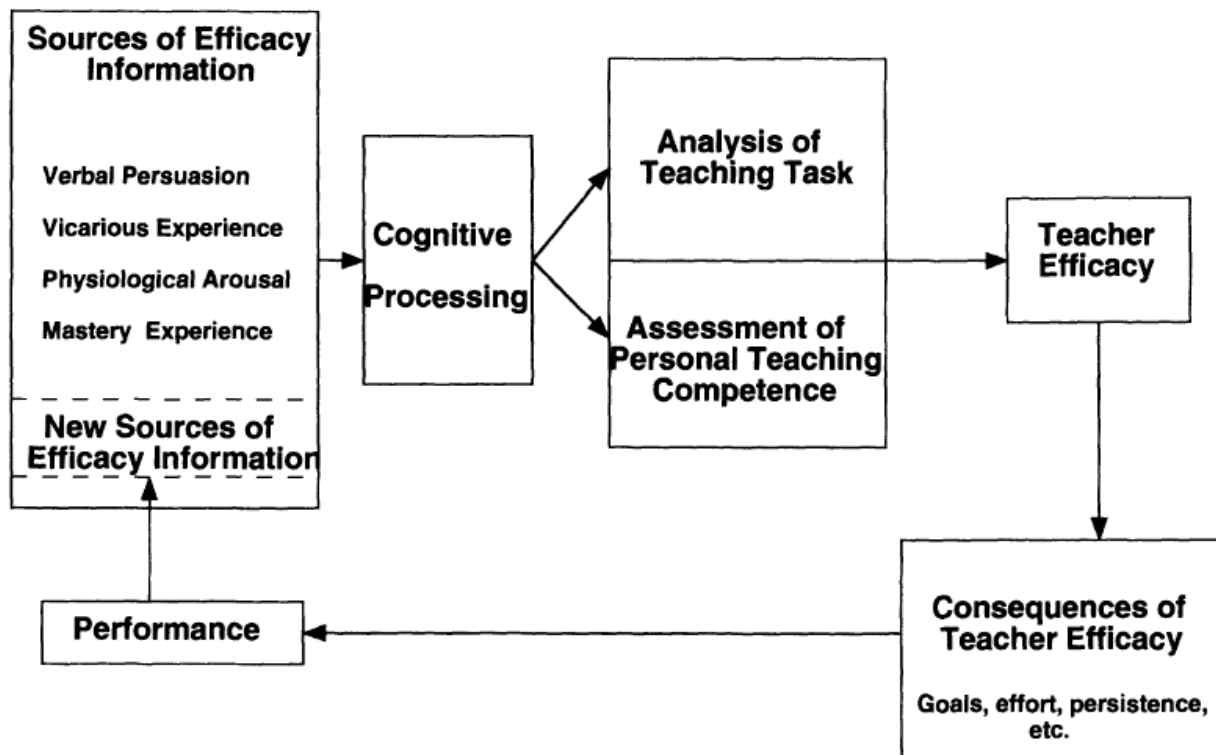 Sources of Efficacy
Information
Verbal Persuasion
Vicarious Experience
Physiological Arousal
Mastery Experience
New Sources of
Efficacy Information
Cognitive
Processing
Analysis of
Teaching Task
Assessment of
Personal Teaching
Competence
Teacher
Efficacy
Consequences of
Teacher Efficacy
Goals, effort, persistence,
etc.
Performance